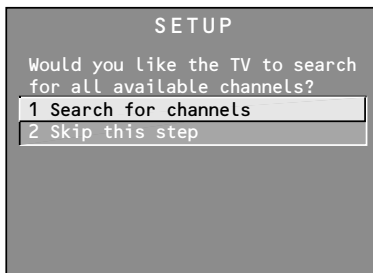 SETUP
Would you like the TV to search
for all available channels?
1 Search for channels
2 Skip this step